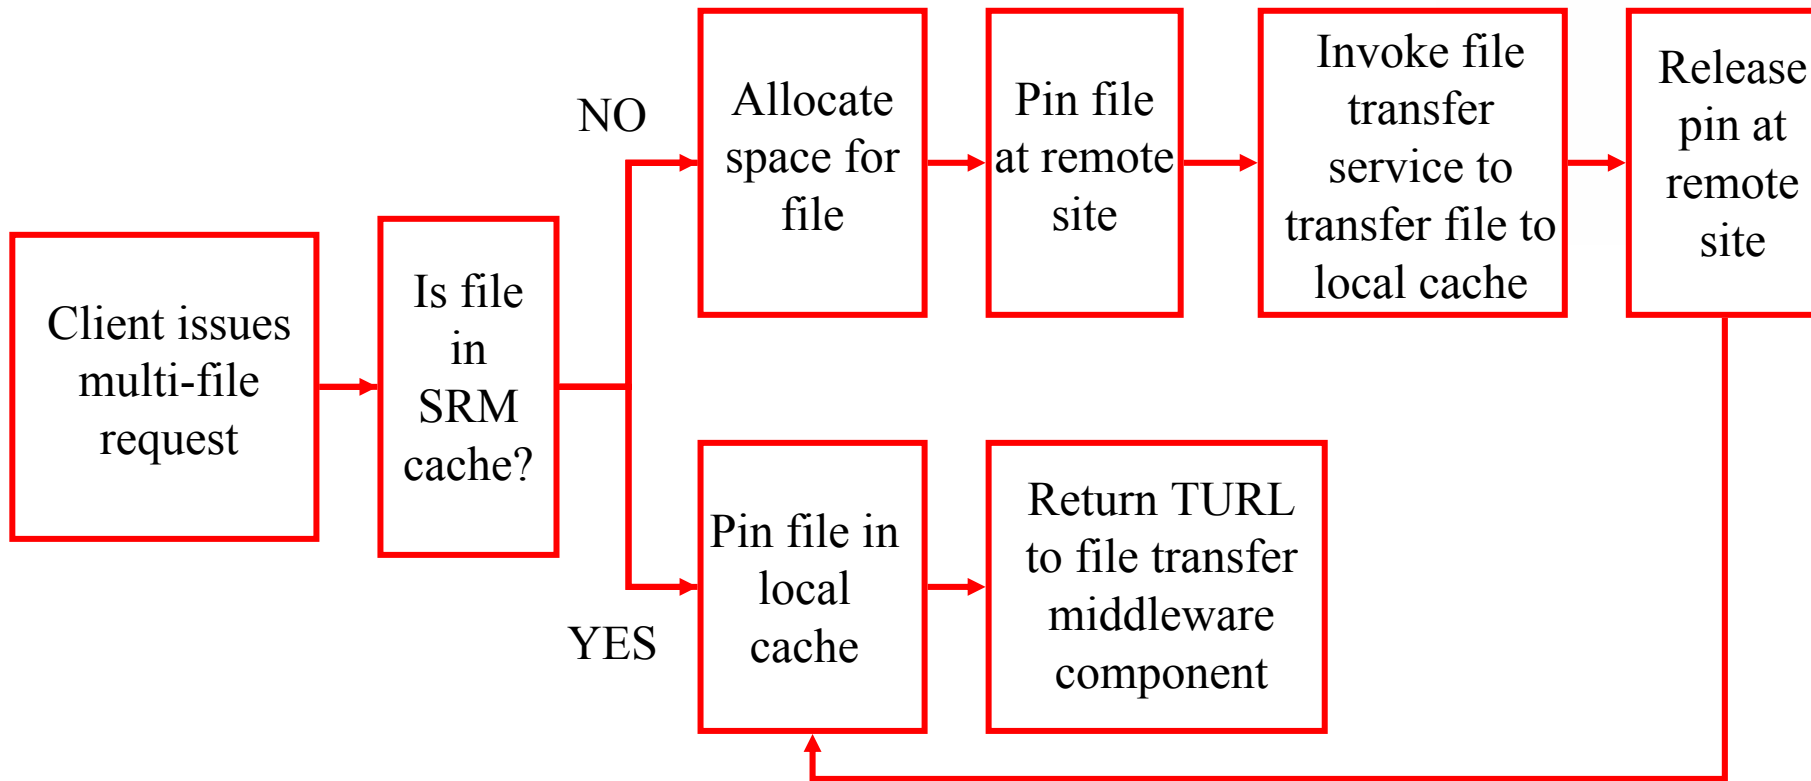 Client issues
multi-file
request
Is file
in
SRM
cache?
NO
Allocate
space for
file
Pin file
at remote
site
Invoke file
transfer
service to
transfer file to
local cache
Release
pin at
remote
site
YES
Pin file in
local
cache
Return TURL
to file transfer
middleware
component